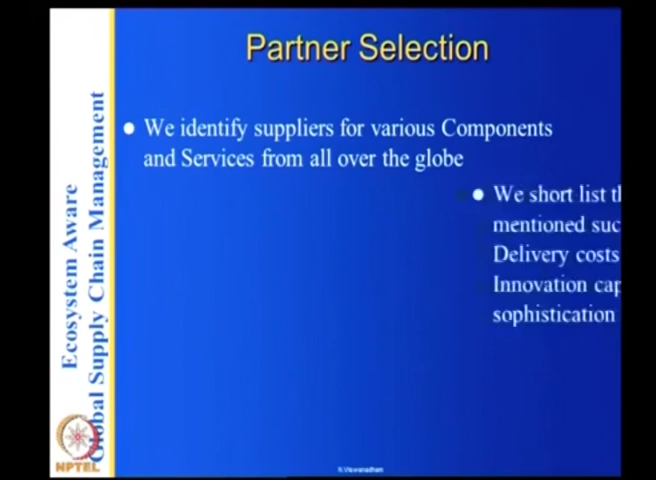 Partner Selection
We identify suppliers for various Components
and Services from all over the globe
We short list
mentioned
Delivery costs
Innovation
sophistication
Ecosystem Aware
Global Supply Chain Management
NPTEL
N.Viswanadham